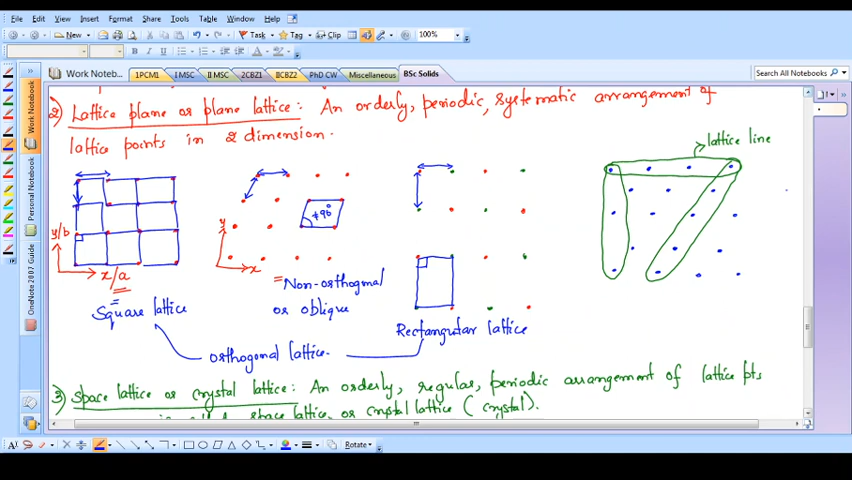 File Edit View Insert Format Share Tools Table Window Help
New Task Tag Clip 100%
Work Noteb... 1PCM1 I MSC II MSC 2CBZ1 IICBZ2 PhD CW Miscellaneous BSc Solids Search All Notebooks
Work Notebook
Personal Notebook
OneNote 2007 Guide
2) Lattice plane or plane lattice: An orderly, periodic, systematic arrangement of
lattice points in 2 dimension.
lattice line
≠90°
y/b
x/a
y
x
Square lattice
Non-orthogonal
or oblique
Rectangular lattice
orthogonal lattice.
3) Space lattice or crystal lattice: An orderly, regular, periodic arrangement of lattice pts
space lattice or crystal lattice (crystal).
Rotate